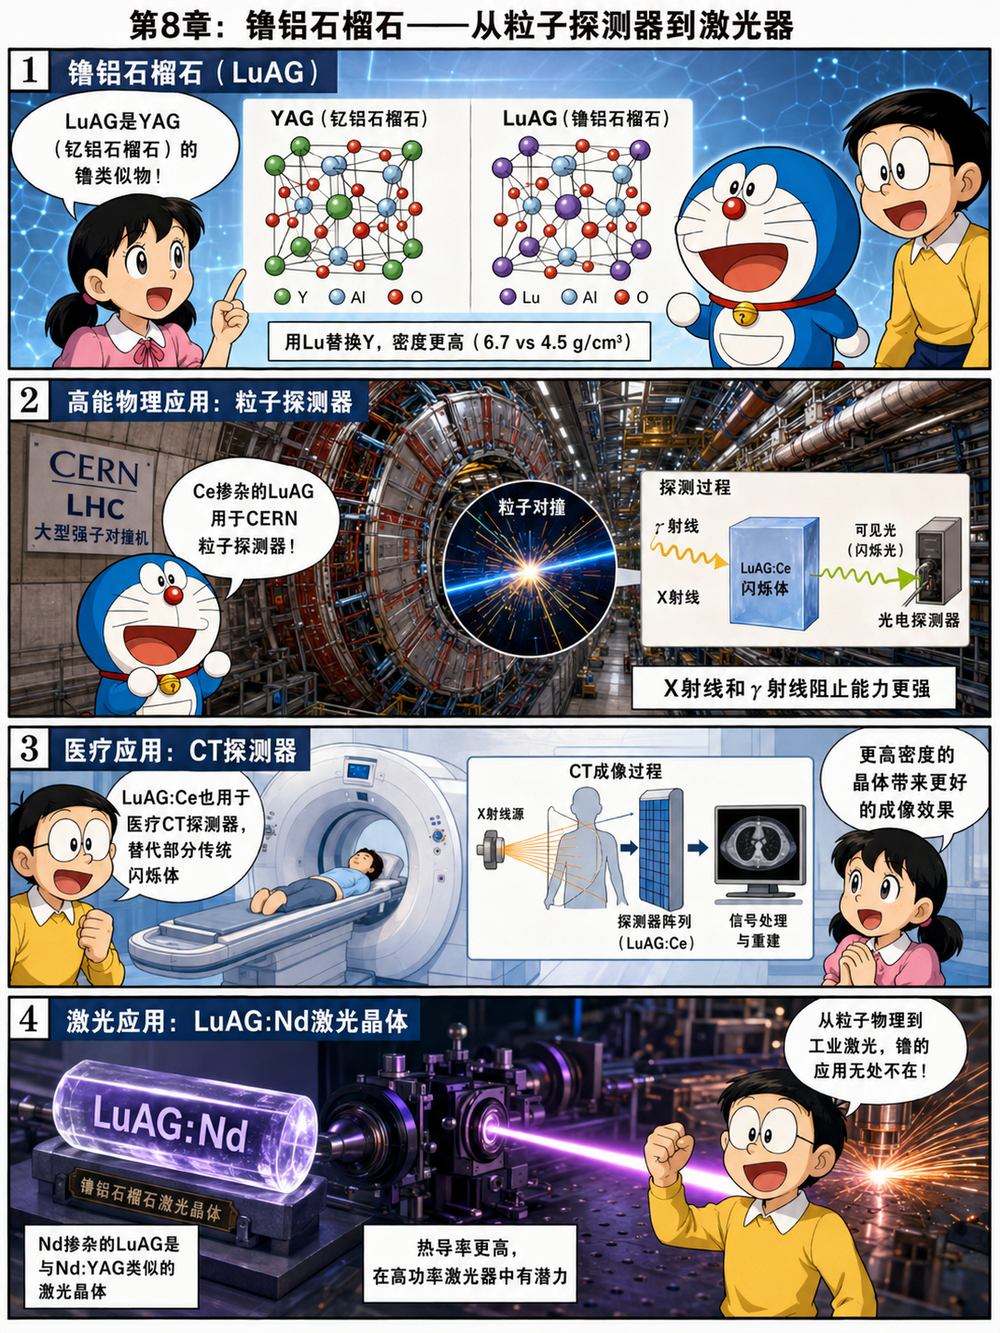 第8章：镥铝石榴石——从粒子探测器到激光器
1 镥铝石榴石（LuAG）
LuAG是YAG
（钇铝石榴石）的
镥类似物！
YAG（钇铝石榴石）
Y Al O
LuAG（镥铝石榴石）
Lu Al O
用Lu替换Y，密度更高（6.7 vs 4.5 g/cm³）
2 高能物理应用：粒子探测器
CERN
LHC
大型强子对撞机
Ce掺杂的LuAG
用于CERN
粒子探测器！
粒子对撞
探测过程
γ射线
X射线
LuAG:Ce
闪烁体
可见光
（闪烁光）
光电探测器
X射线和γ射线阻止能力更强
3 医疗应用：CT探测器
LuAG:Ce也用于
医疗CT探测器，
替代部分传统
闪烁体
CT成像过程
X射线源
探测器阵列
（LuAG:Ce）
信号处理
与重建
更高密度的
晶体带来更好
的成像效果
4 激光应用：LuAG:Nd激光晶体
LuAG:Nd
镥铝石榴石激光晶体
Nd掺杂的LuAG是
与Nd:YAG类似的
激光晶体
热导率更高，
在高功率激光器中有潜力
从粒子物理到
工业激光，镥的
应用无处不在！